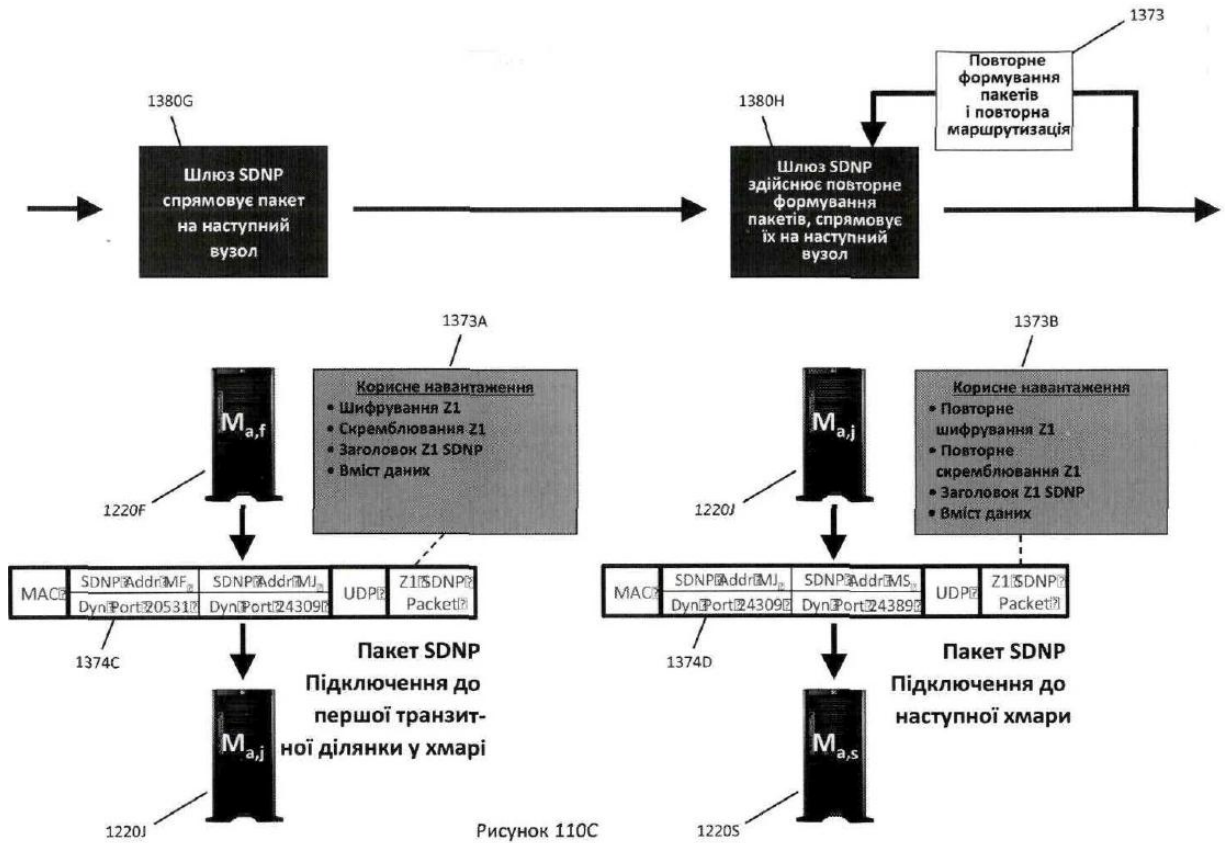 1373
Повторне
формування
пакетів
і повторна
маршрутизація
1380G
Шлюз SDNP
спрямовує пакет
на наступний
вузол
1380H
Шлюз SDNP
здійснює повторне
формування
пакетів, спрямовує
їх на наступний
вузол
1373A
Ma,f
Корисне навантаження
• Шифрування Z1
• Скремблювання Z1
• Заголовок Z1 SDNP
• Вміст даних
1220F
MAC
SDNP Addr MF
SDNP Addr MJ
Dyn Port 20531
Dyn Port 24309
UDP
Z1 SDNP
Packet
1374C
Пакет SDNP
Підключення до
першої транзит-
ної ділянки у хмарі
Ma,j
1220J
1373B
Ma,j
Корисне навантаження
• Повторне
шифрування Z1
• Повторне
скремблювання Z1
• Заголовок Z1 SDNP
• Вміст даних
1220J
MAC
SDNP Addr MJ
SDNP Addr MS
Dyn Port 24309
Dyn Port 24389
UDP
Z1 SDNP
Packet
1374D
Пакет SDNP
Підключення до
наступної хмари
Ma,s
1220S
Рисунок 110C